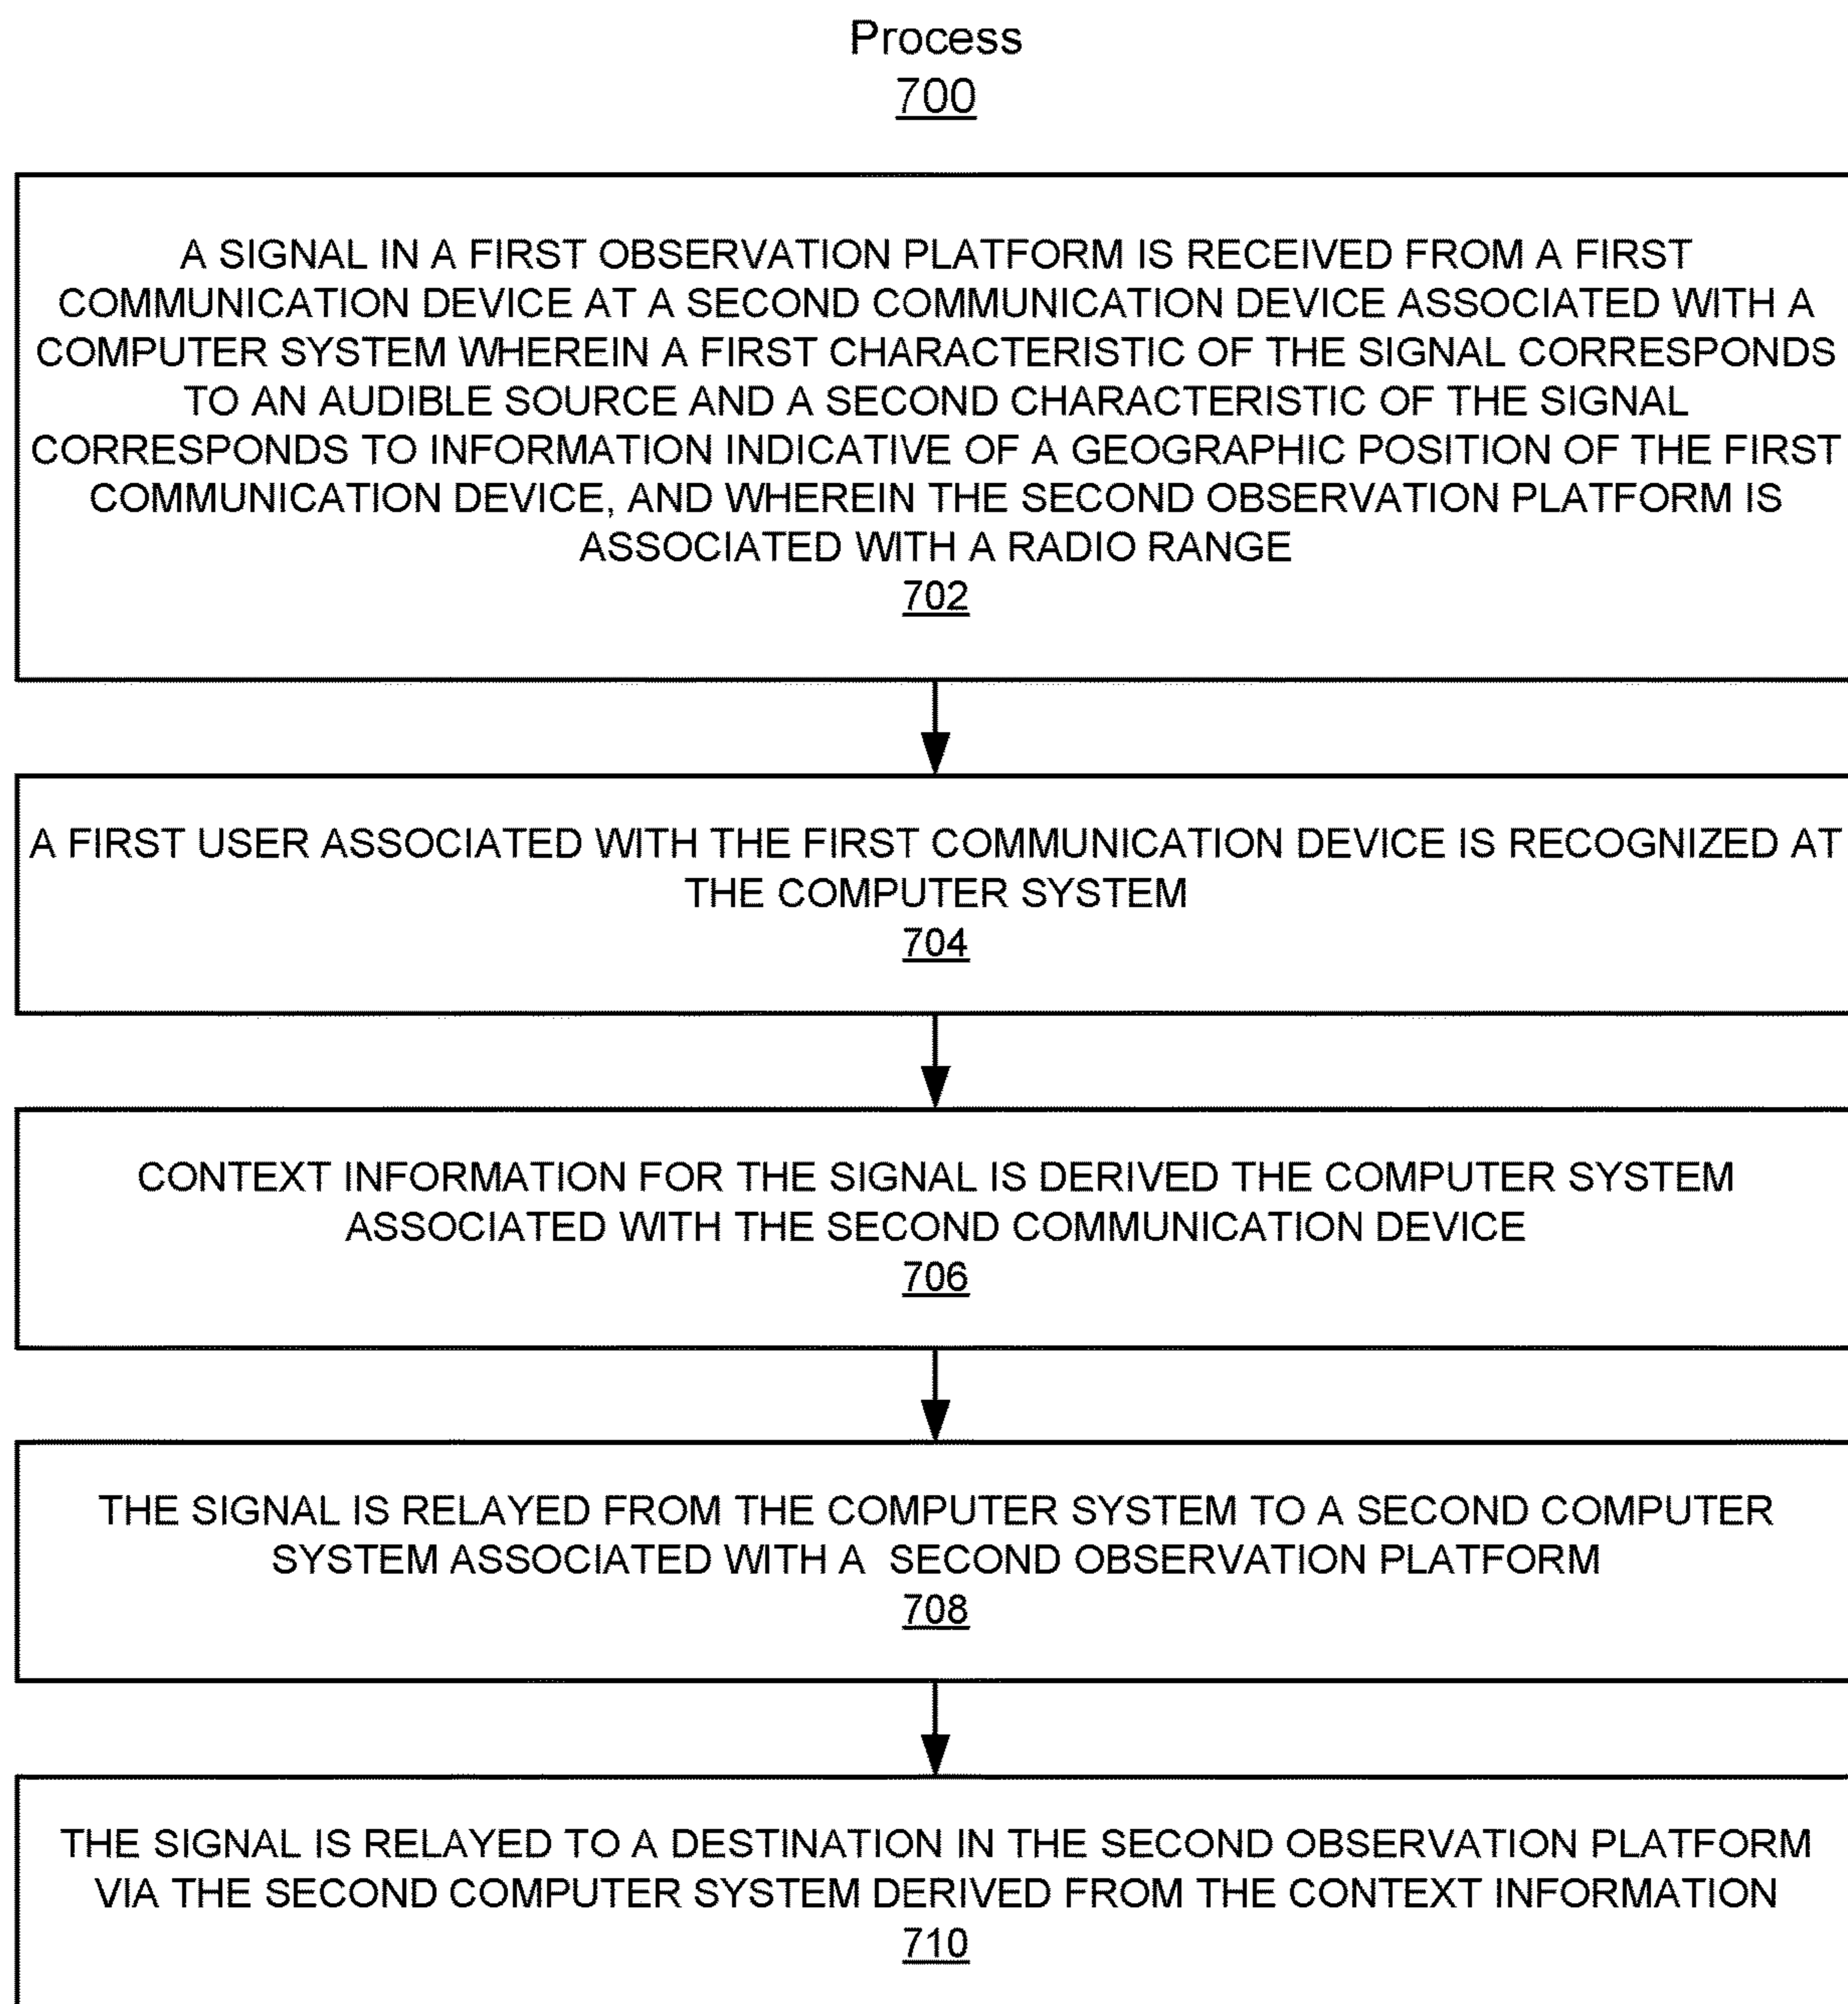 Process
700
A SIGNAL IN A FIRST OBSERVATION PLATFORM IS RECEIVED FROM A FIRST
COMMUNICATION DEVICE AT A SECOND COMMUNICATION DEVICE ASSOCIATED WITH A
COMPUTER SYSTEM WHEREIN A FIRST CHARACTERISTIC OF THE SIGNAL CORRESPONDS
TO AN AUDIBLE SOURCE AND A SECOND CHARACTERISTIC OF THE SIGNAL
CORRESPONDS TO INFORMATION INDICATIVE OF A GEOGRAPHIC POSITION OF THE FIRST
COMMUNICATION DEVICE, AND WHEREIN THE SECOND OBSERVATION PLATFORM IS
ASSOCIATED WITH A RADIO RANGE
702
A FIRST USER ASSOCIATED WITH THE FIRST COMMUNICATION DEVICE IS RECOGNIZED AT
THE COMPUTER SYSTEM
704
CONTEXT INFORMATION FOR THE SIGNAL IS DERIVED THE COMPUTER SYSTEM
ASSOCIATED WITH THE SECOND COMMUNICATION DEVICE
706
THE SIGNAL IS RELAYED FROM THE COMPUTER SYSTEM TO A SECOND COMPUTER
SYSTEM ASSOCIATED WITH A SECOND OBSERVATION PLATFORM
708
THE SIGNAL IS RELAYED TO A DESTINATION IN THE SECOND OBSERVATION PLATFORM
VIA THE SECOND COMPUTER SYSTEM DERIVED FROM THE CONTEXT INFORMATION
710